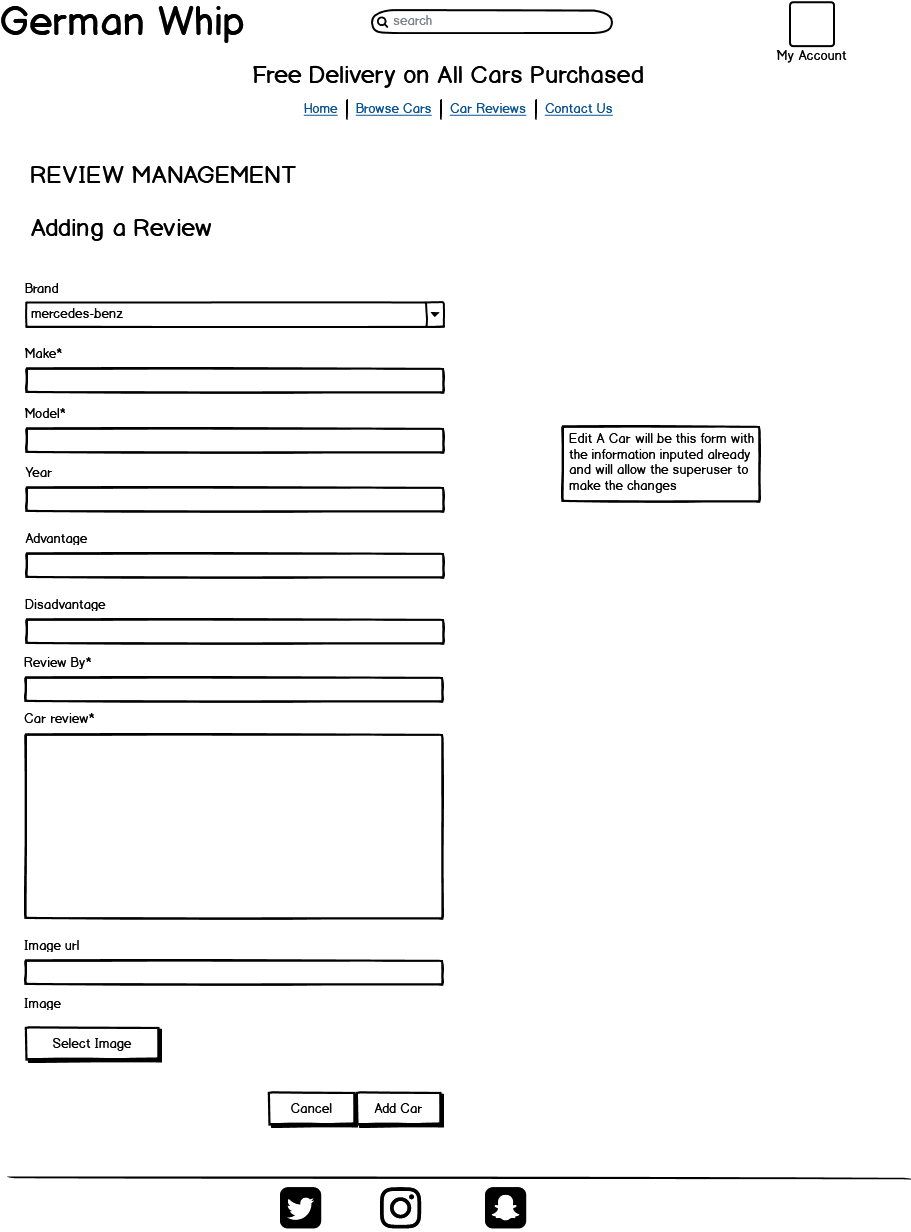 German Whip
search
My Account
Free Delivery on All Cars Purchased
Home
Browse Cars
Car Reviews
Contact Us
REVIEW MANAGEMENT
Adding a Review
Brand
mercedes-benz
Make*
Model*
Edit A Car will be this form with
the information inputed already
and will allow the superuser to
make the changes
Year
Advantage
Disadvantage
Review By*
Car review*
Image url
Image
Select Image
Cancel
Add Car